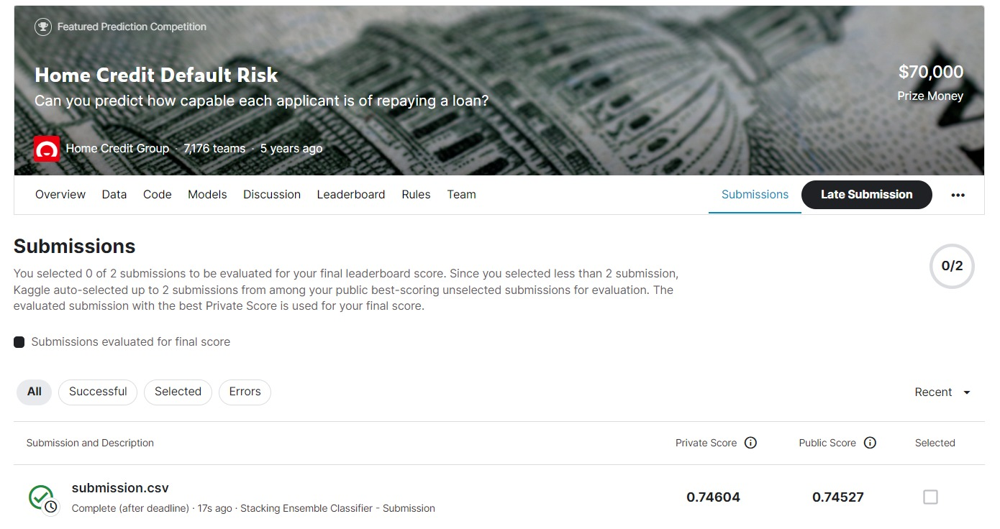 Featured Prediction Competition
Home Credit Default Risk
Can you predict how capable each applicant is of repaying a loan?
$70,000
Prize Money
Home Credit Group · 7,176 teams · 5 years ago
Overview Data Code Models Discussion Leaderboard Rules Team Submissions Late Submission
Submissions
You selected 0 of 2 submissions to be evaluated for your final leaderboard score. Since you selected less than 2 submission,
Kaggle auto-selected up to 2 submissions from among your public best-scoring unselected submissions for evaluation. The
evaluated submission with the best Private Score is used for your final score.
0/2
Submissions evaluated for final score
All Successful Selected Errors Recent
Submission and Description Private Score Public Score Selected
submission.csv
Complete (after deadline) · 17s ago · Stacking Ensemble Classifier - Submission
0.74604 0.74527